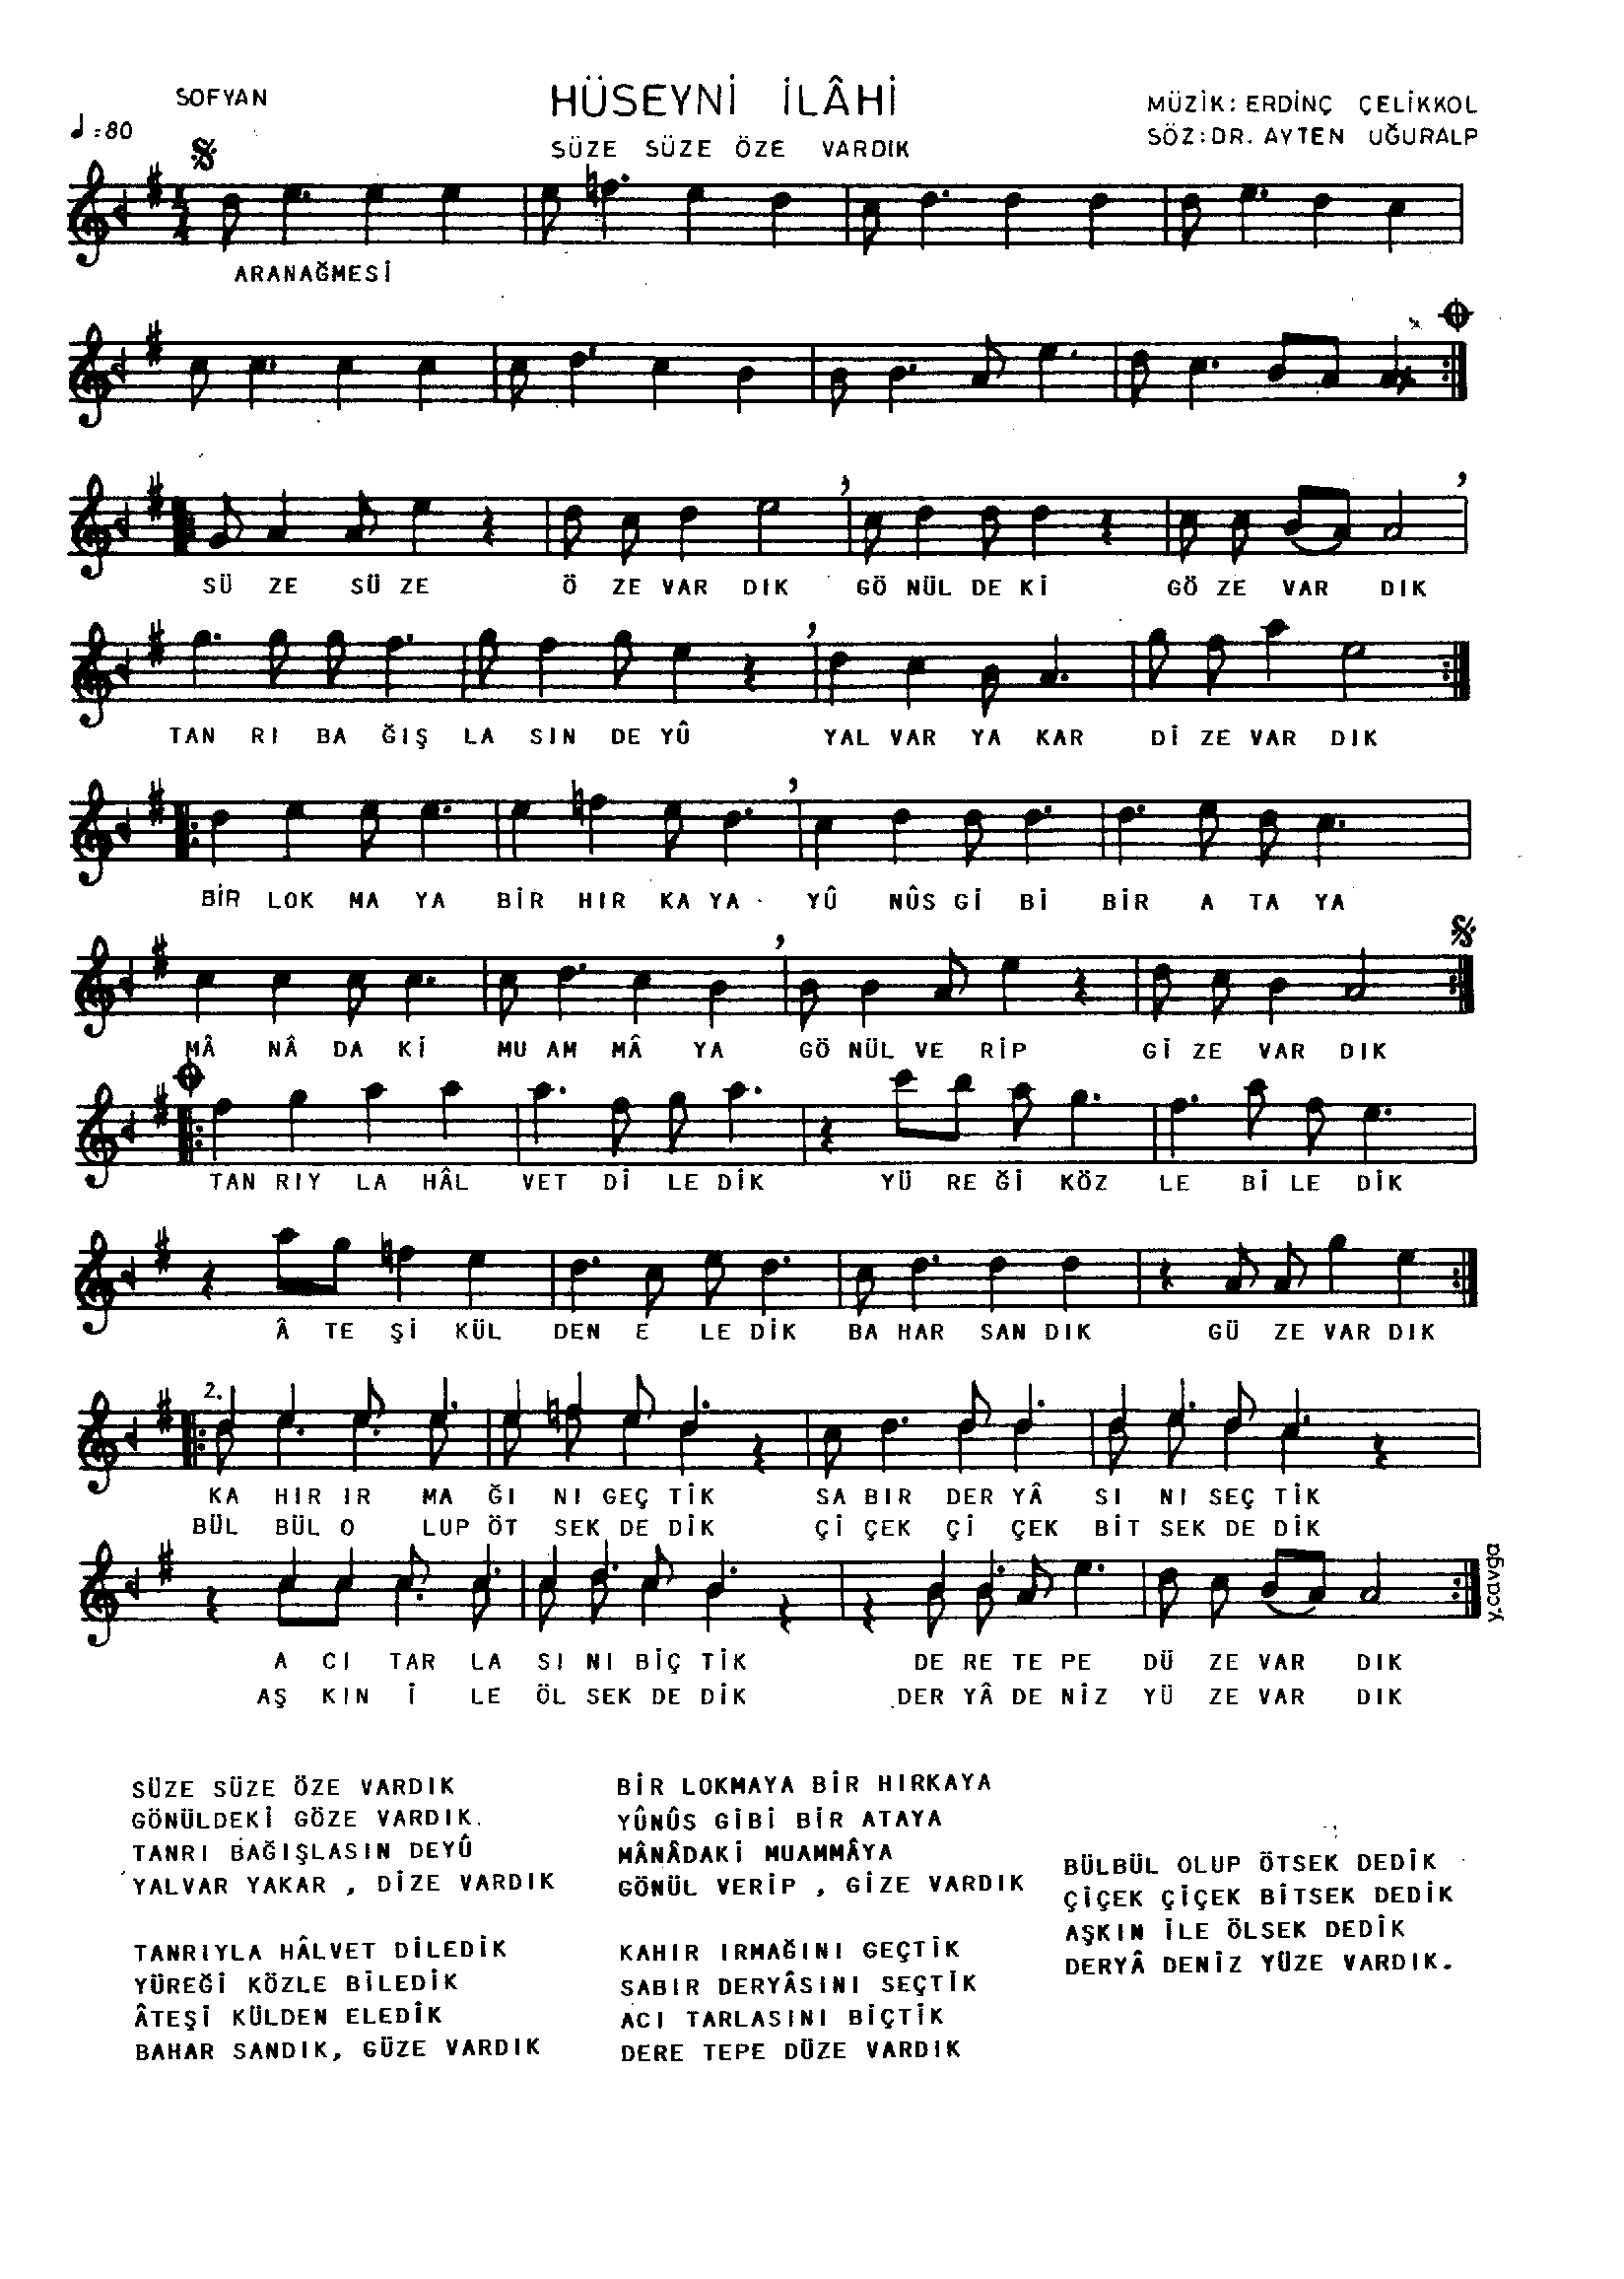 SOFYAN
HÜSEYNİ İLÂHİ
MÜZİK: ERDİNÇ ÇELİKKOL
♩=80
SÜZE SÜZE ÖZE VARDIK
SÖZ: DR. AYTEN UĞURALP
ARANAĞMESİ
SÜ ZE SÜ ZE Ö ZE VAR DIK GÖ NÜL DE Kİ GÖ ZE VAR DIK
TAN RI BA ĞIŞ LA SIN DE YÛ YAL VAR YA KAR Dİ ZE VAR DIK
BİR LOK MA YA BİR HIR KA YA YÛ NÛS Gİ Bİ BİR A TA YA
MÂ NÂ DA Kİ MU AM MÂ YA GÖ NÜL VE RİP Gİ ZE VAR DIK
TAN RIY LA HÂL VET Dİ LE DİK YÜ RE Ğİ KÖZ LE Bİ LE DİK
Â TE Şİ KÜL DEN E LE DİK BA HAR SAN DIK GÜ ZE VAR DIK
2.
KA HIR IR MA ĞI NI GEÇ TİK SA BIR DER YÂ SI NI SEÇ TİK
BÜL BÜL O LUP ÖT SEK DE DİK Çİ ÇEK Çİ ÇEK BİT SEK DE DİK
y.cavga
A CI TAR LA SI NI BİÇ TİK DE RE TE PE DÜ ZE VAR DIK
AŞ KIN İ LE ÖL SEK DE DİK DER YÂ DE NİZ YÜ ZE VAR DIK
SÜZE SÜZE ÖZE VARDIK
GÖNÜLDEKİ GÖZE VARDIK.
TANRI BAĞIŞLASIN DEYÛ
YALVAR YAKAR , DİZE VARDIK
TANRIYLA HÂLVET DİLEDİK
YÜREĞİ KÖZLE BİLEDİK
ÂTEŞİ KÜLDEN ELEDİK
BAHAR SANDIK, GÜZE VARDIK
BİR LOKMAYA BİR HIRKAYA
YÛNÛS GİBİ BİR ATAYA
MÂNÂDAKİ MUAMMÂYA
GÖNÜL VERİP , GİZE VARDIK
KAHIR IRMAĞINI GEÇTİK
SABIR DERYÂSINI SEÇTİK
ACI TARLASINI BİÇTİK
DERE TEPE DÜZE VARDIK
BÜLBÜL OLUP ÖTSEK DEDİK
ÇİÇEK ÇİÇEK BİTSEK DEDİK
AŞKIN İLE ÖLSEK DEDİK
DERYÂ DENİZ YÜZE VARDIK.